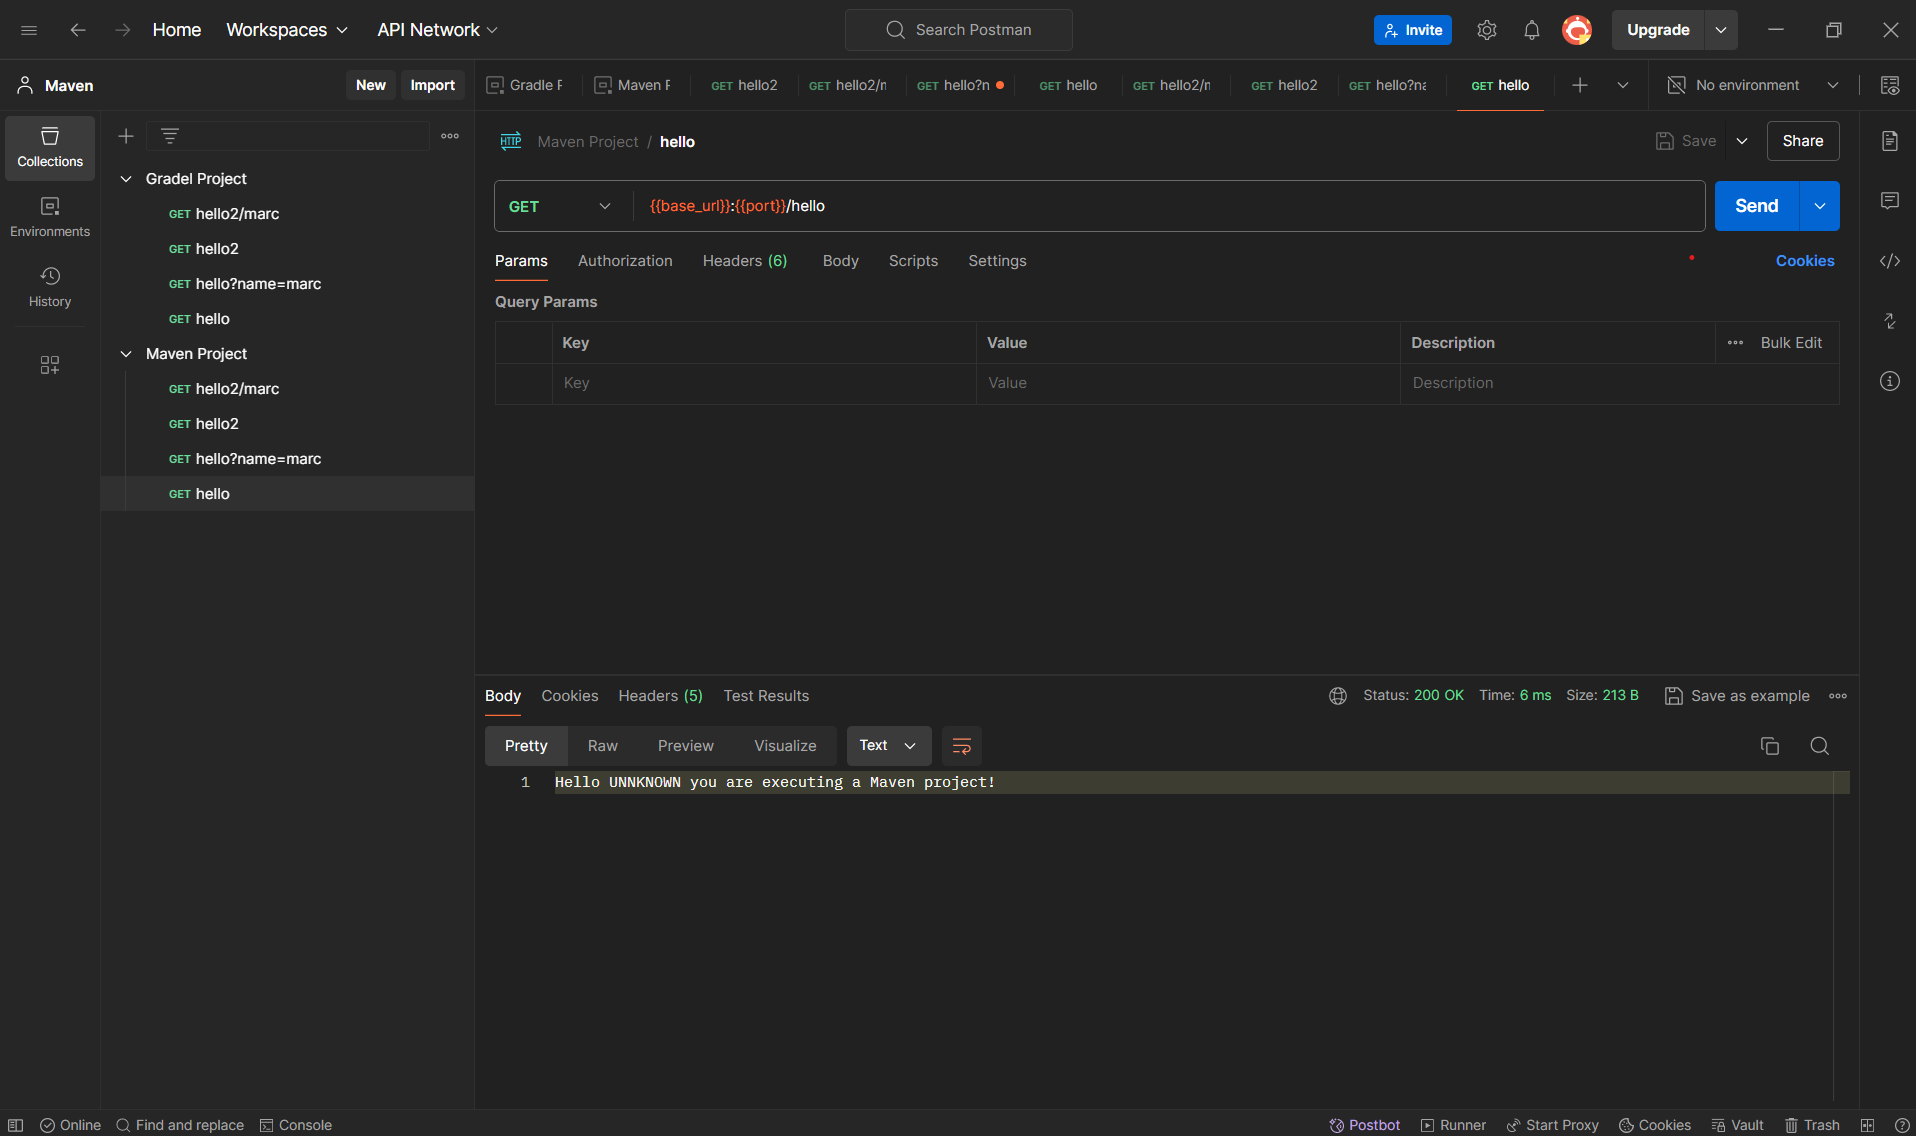 Home Workspaces API Network Search Postman Invite Upgrade
Maven New Import Gradle F Maven F GET hello2 GET hello2/n GET hello?n GET hello GET hello2/n GET hello2 GET hello?na GET hello No environment
Collections
Environments
History
Gradel Project
GET hello2/marc
GET hello2
GET hello?name=marc
GET hello
Maven Project
GET hello2/marc
GET hello2
GET hello?name=marc
GET hello
HTTP Maven Project / hello Save Share
GET {{base_url}}:{{port}}/hello Send
Params Authorization Headers (6) Body Scripts Settings Cookies
Query Params
Key Value Description Bulk Edit
Key Value Description
Body Cookies Headers (5) Test Results Status: 200 OK Time: 6 ms Size: 213 B Save as example
Pretty Raw Preview Visualize Text
1 Hello UNNKNOWN you are executing a Maven project!
Online Find and replace Console Postbot Runner Start Proxy Cookies Vault Trash